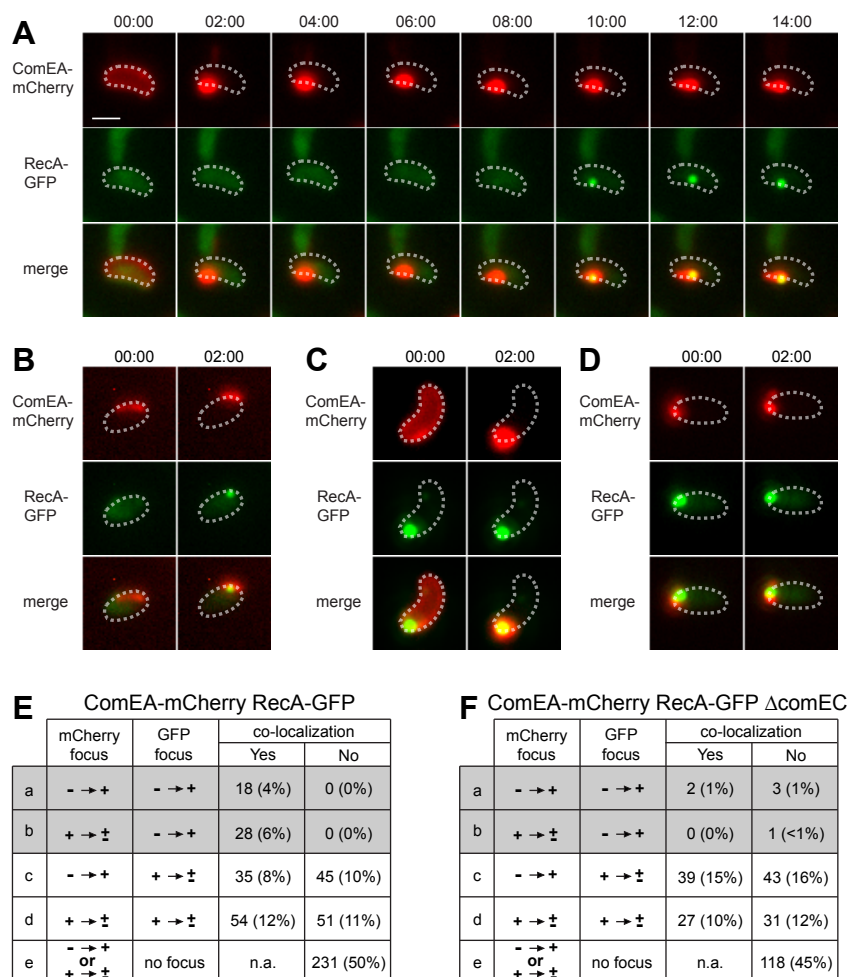 A
00:00 02:00 04:00 06:00 08:00 10:00 12:00 14:00
ComEA-
mCherry
RecA-
GFP
merge
B
00:00 02:00
ComEA-
mCherry
RecA-
GFP
merge
C
00:00 02:00
ComEA-
mCherry
RecA-
GFP
merge
D
00:00 02:00
ComEA-
mCherry
RecA-
GFP
merge
E ComEA-mCherry RecA-GFP
mCherry focus GFP focus co-localization
Yes No
a - → + - → + 18 (4%) 0 (0%)
b + → ± - → + 28 (6%) 0 (0%)
c - → + + → ± 35 (8%) 45 (10%)
d + → ± + → ± 54 (12%) 51 (11%)
e - → + or + → ± no focus n.a. 231 (50%)
F ComEA-mCherry RecA-GFP ΔcomEC
mCherry focus GFP focus co-localization
Yes No
a - → + - → + 2 (1%) 3 (1%)
b + → ± - → + 0 (0%) 1 (<1%)
c - → + + → ± 39 (15%) 43 (16%)
d + → ± + → ± 27 (10%) 31 (12%)
e - → + or + → ± no focus n.a. 118 (45%)